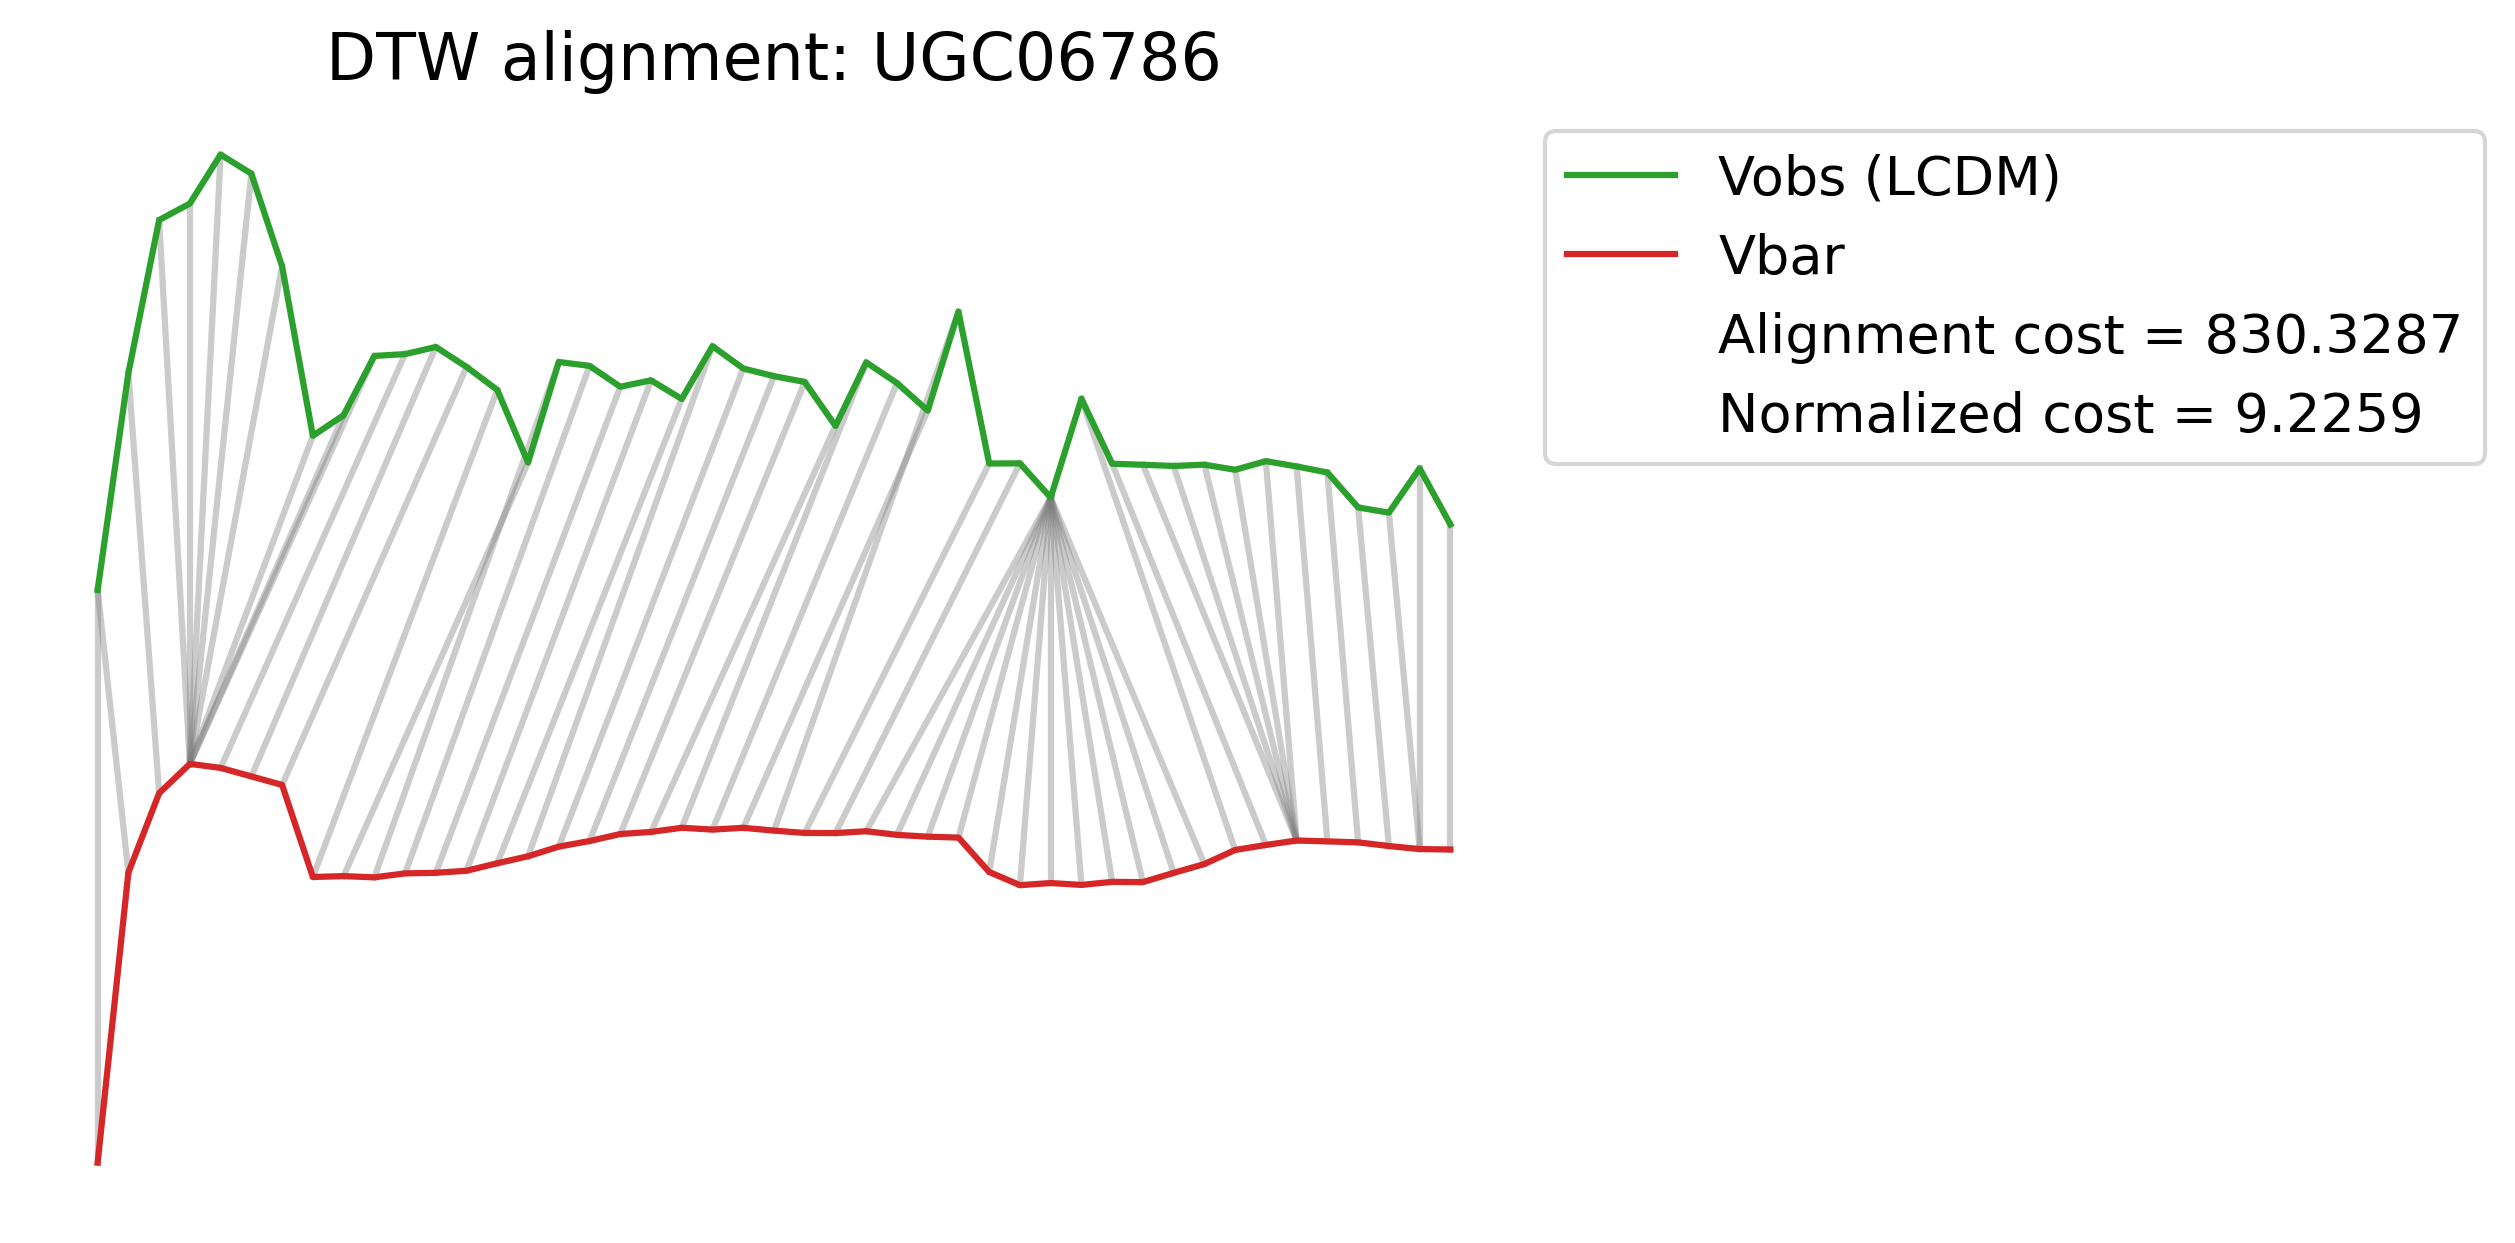 DTW alignment: UGC06786
Vobs (LCDM)
Vbar
Alignment cost = 830.3287
Normalized cost = 9.2259